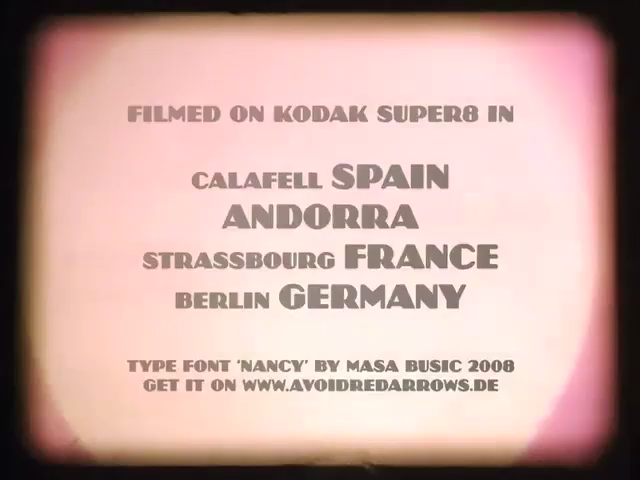 FILMED ON KODAK SUPER8 IN
CALAFELL SPAIN
ANDORRA
STRASSBOURG FRANCE
BERLIN GERMANY
TYPE FONT 'NANCY' BY MASA BUSIC 2008
GET IT ON WWW.AVOIDREDARROWS.DE